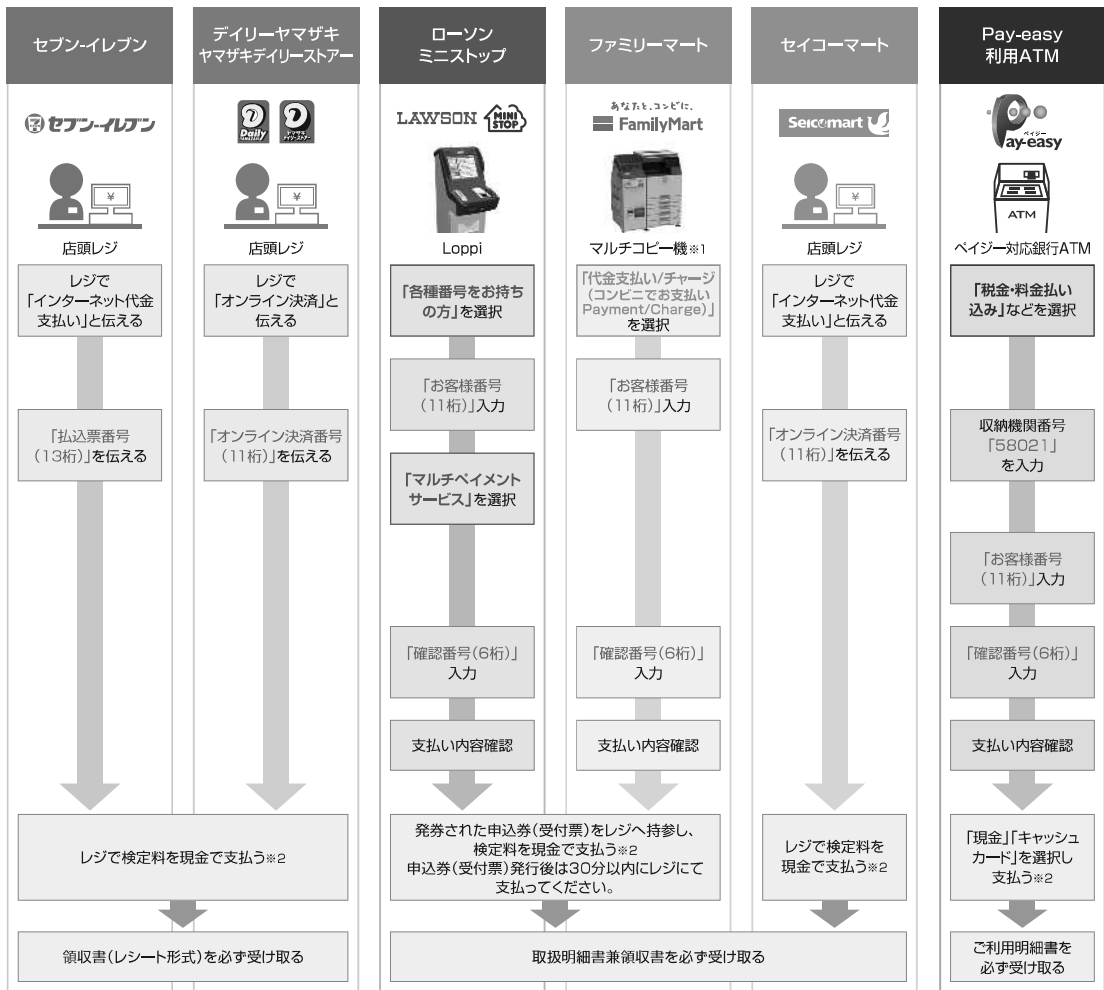 セブン-イレブン
デイリーヤマザキ
ヤマザキデイリーストアー
ローソン
ミニストップ
ファミリーマート
セイコーマート
Pay-easy
利用ATM
セブン-イレブン
Daily
YAMAZAKI
ヤマザキ
デイリーストアー
LAWSON
MINI
STOP
あなたと、コンビに、
FamilyMart
Seicomart
ペイジー
Pay-easy
¥
¥
¥
ATM
店頭レジ
店頭レジ
Loppi
マルチコピー機※1
店頭レジ
ペイジー対応銀行ATM
レジで
「インターネット代金
支払い」と伝える
レジで
「オンライン決済」と
伝える
「各種番号をお持ち
の方」を選択
「代金支払い/チャージ
(コンビニでお支払い
Payment/Charge)」
を選択
レジで
「インターネット代金
支払い」と伝える
「税金・料金払い
込み」などを選択
「お客様番号
(11桁)」入力
「お客様番号
(11桁)」入力
「払込票番号
(13桁)」を伝える
「オンライン決済番号
(11桁)」を伝える
「オンライン決済番号
(11桁)」を伝える
収納機関番号
「58021」
を入力
「マルチペイメント
サービス」を選択
「お客様番号
(11桁)」入力
「確認番号(6桁)」
入力
「確認番号(6桁)」
入力
「確認番号(6桁)」
入力
支払い内容確認
支払い内容確認
支払い内容確認
レジで検定料を現金で支払う※2
発券された申込券(受付票)をレジへ持参し、
検定料を現金で支払う※2
申込券(受付票)発行後は30分以内にレジにて
支払ってください。
レジで検定料を
現金で支払う※2
「現金」「キャッシュ
カード」を選択し
支払う※2
領収書(レシート形式)を必ず受け取る
取扱明細書兼領収書を必ず受け取る
ご利用明細書を
必ず受け取る